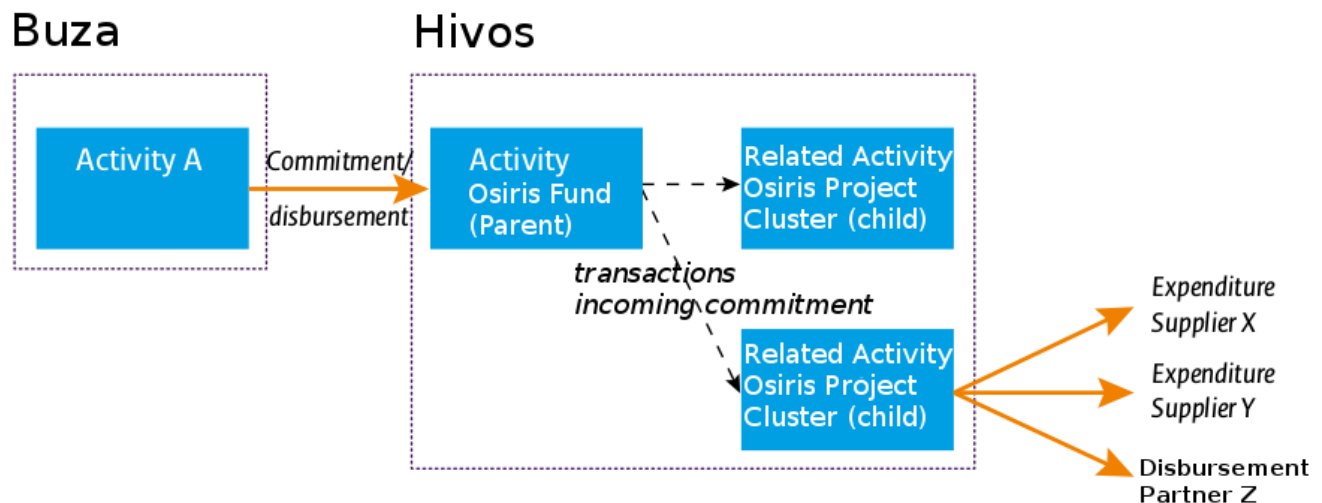 Buza
Hivos
Activity A
Commitment/
disbursement
Activity
Osiris Fund
(Parent)
Related Activity
Osiris Project
Cluster (child)
transactions
incoming commitment
Related Activity
Osiris Project
Cluster (child)
Expenditure
Supplier X
Expenditure
Supplier Y
Disbursement
Partner Z